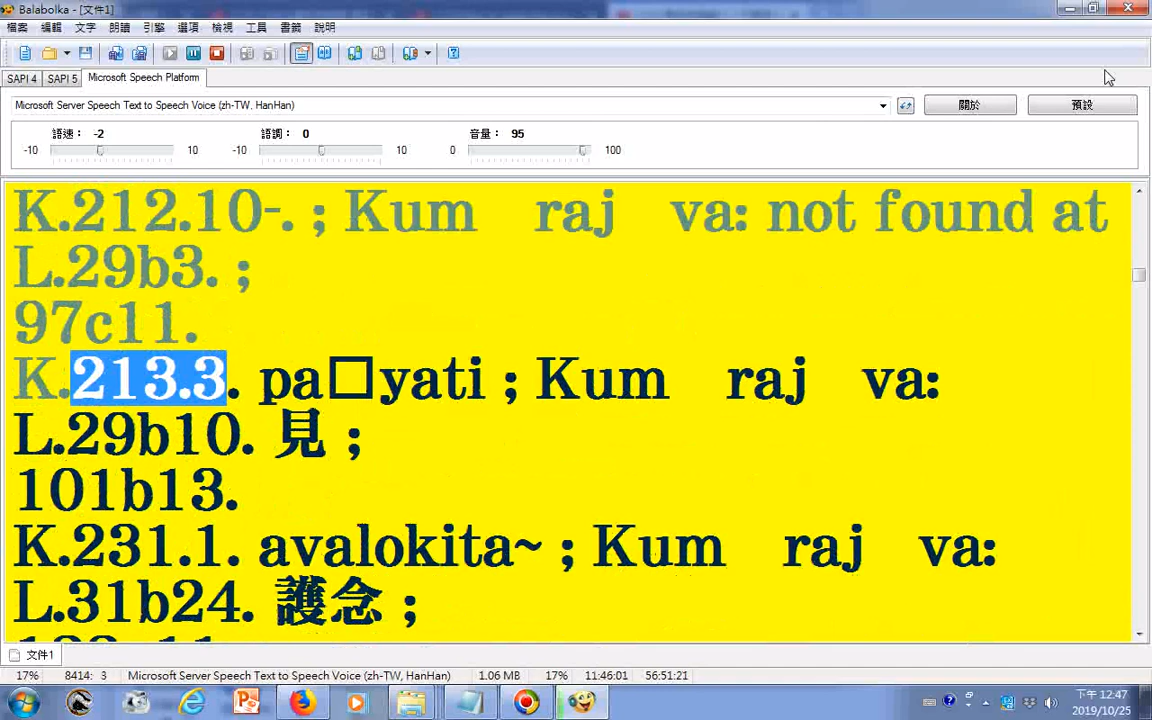 Balabolka - [文件1]
檔案 編輯 文字 朗讀 引擎 選項 檢視 工具 書籤 說明
SAPI 4 SAPI 5 Microsoft Speech Platform
Microsoft Server Speech Text to Speech Voice (zh-TW, HanHan) 關於 預設
語速： -2 語調： 0 音量： 95
-10 10 -10 10 0 100
K.212.10-. ; Kum raj va: not found at
L.29b3. ;
97c11.
K.213.3. pa□yati ; Kum raj va:
L.29b10. 見 ;
101b13.
K.231.1. avalokita~ ; Kum raj va:
L.31b24. 護念 ;
文件1
17% 8414: 3 Microsoft Server Speech Text to Speech Voice (zh-TW, HanHan) 1.06 MB 17% 11:46:01 56:51:21
下午 12:47
2019/10/25